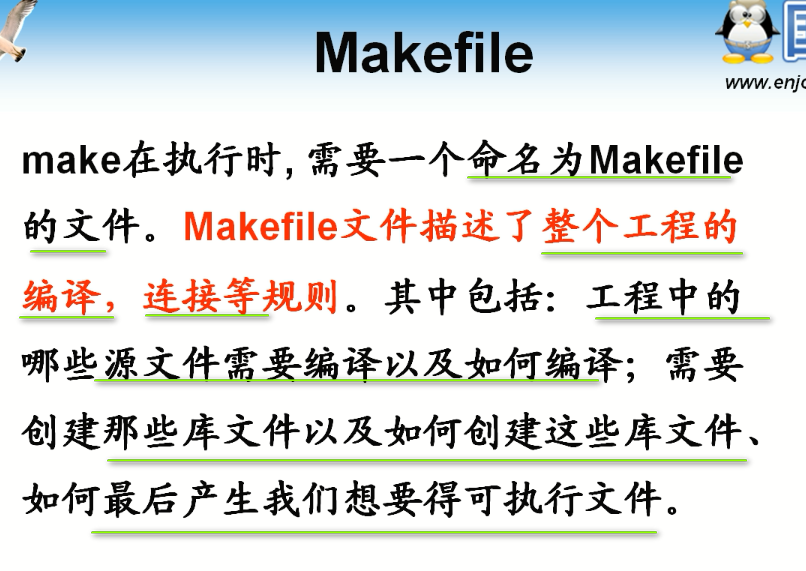 Makefile
www.enjo
make在执行时, 需要一个命名为Makefile
的文件。Makefile文件描述了整个工程的
编译，连接等规则。其中包括：工程中的
哪些源文件需要编译以及如何编译；需要
创建那些库文件以及如何创建这些库文件、
如何最后产生我们想要得可执行文件。